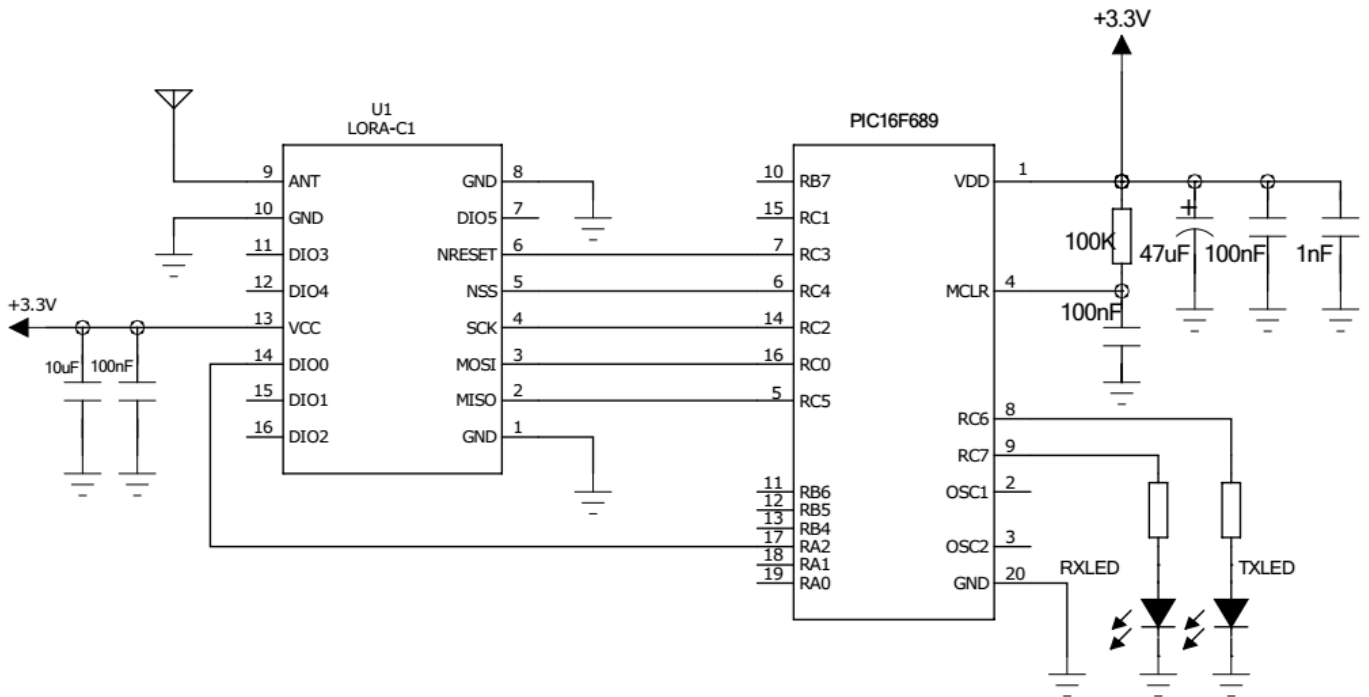 +3.3V
U1
LORA-C1
PIC16F689
9 ANT GND 8
10 GND DIO5 7
11 DIO3 NRESET 6
12 DIO4 NSS 5
+3.3V
13 VCC SCK 4
14 DIO0 MOSI 3
15 DIO1 MISO 2
16 DIO2 GND 1
10uF 100nF
10 RB7 VDD 1
15 RC1
7 RC3
6 RC4 MCLR 4
14 RC2
16 RC0
5 RC5
RC6 8
RC7 9
11 RB6 OSC1 2
12 RB5
13 RB4
17 RA2 OSC2 3
18 RA1
19 RA0 GND 20
100K + 47uF 100nF 1nF
100nF
RXLED TXLED